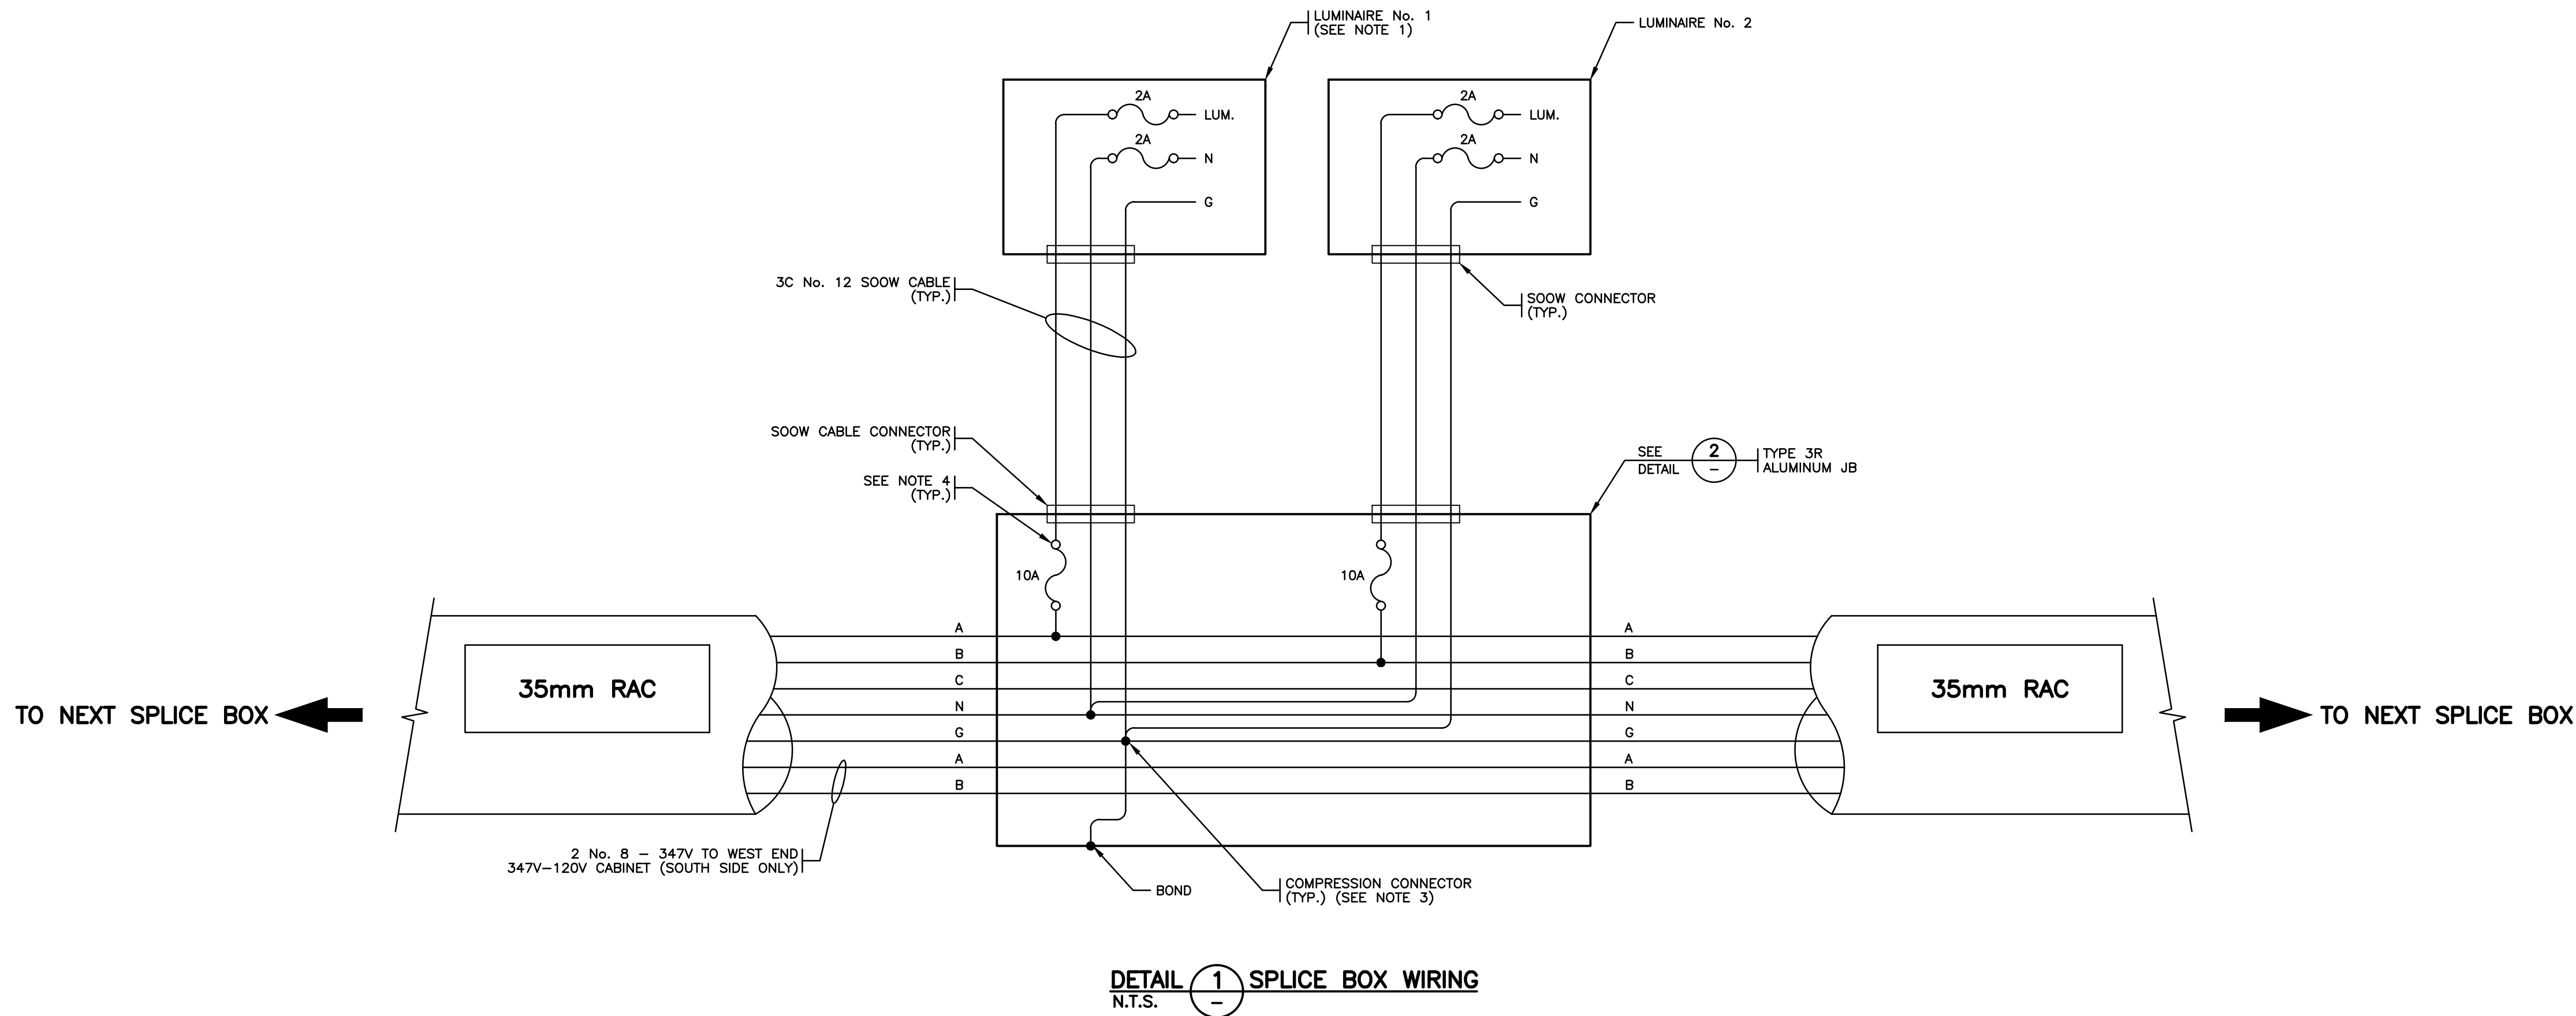 LUMINAIRE No. 1
(SEE NOTE 1)
LUMINAIRE No. 2
2A
LUM.
2A
N
G
2A
LUM.
2A
N
G
3C No. 12 SOOW CABLE
(TYP.)
SOOW CONNECTOR
(TYP.)
SOOW CABLE CONNECTOR
(TYP.)
SEE NOTE 4
(TYP.)
SEE
DETAIL
2
–
TYPE 3R
ALUMINUM JB
10A
10A
A
B
C
N
G
A
B
A
B
C
N
G
A
B
35mm RAC
35mm RAC
TO NEXT SPLICE BOX
TO NEXT SPLICE BOX
2 No. 8 – 347V TO WEST END
347V–120V CABINET (SOUTH SIDE ONLY)
BOND
COMPRESSION CONNECTOR
(TYP.) (SEE NOTE 3)
DETAIL 1 SPLICE BOX WIRING
N.T.S. –